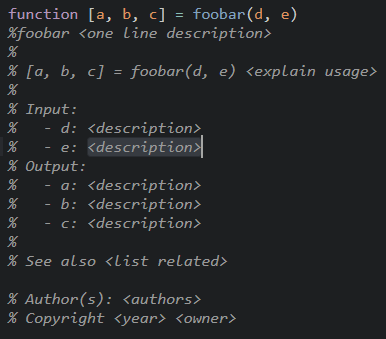 function [a, b, c] = foobar(d, e)
%foobar <one line description>
%
% [a, b, c] = foobar(d, e) <explain usage>
%
% Input:
%   - d: <description>
%   - e: <description>
% Output:
%   - a: <description>
%   - b: <description>
%   - c: <description>
%
% See also <list related>

% Author(s): <authors>
% Copyright <year> <owner>